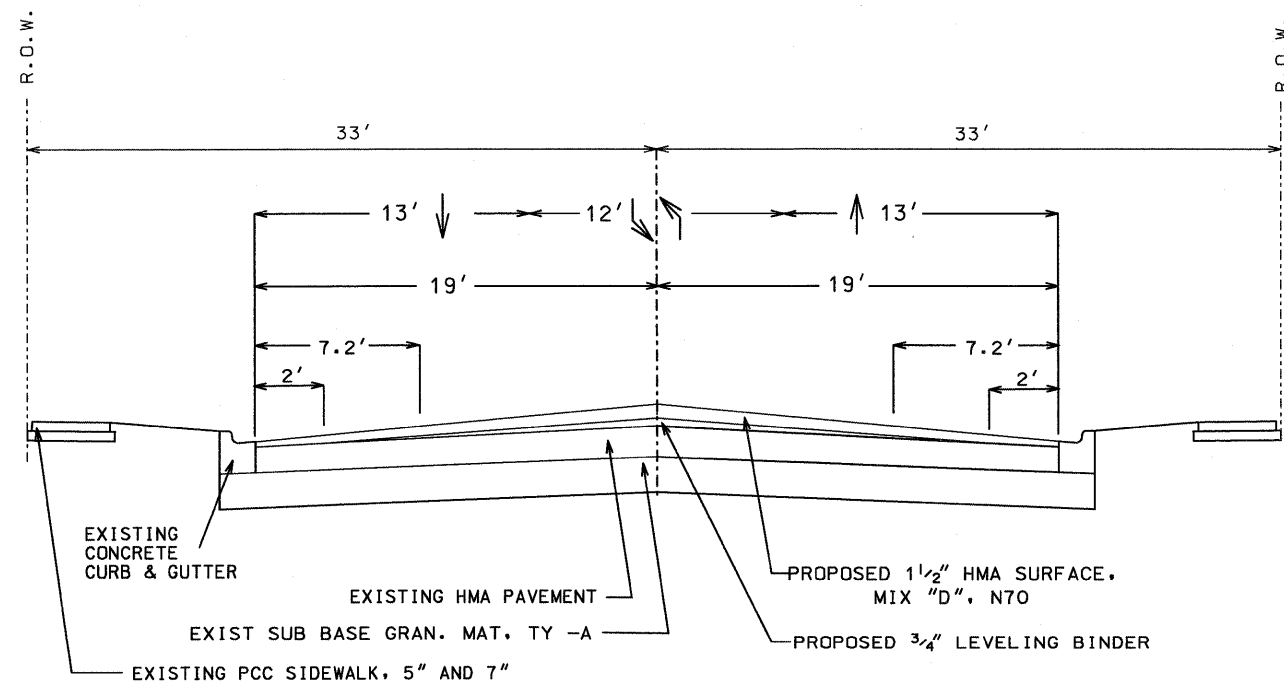 R.O.W.
R.O.W.
33'
33'
13'
12'
13'
19'
19'
7.2'
7.2'
2'
2'
EXISTING
CONCRETE
CURB & GUTTER
PROPOSED 1 1/2" HMA SURFACE,
MIX "D", N70
EXISTING HMA PAVEMENT
EXIST SUB BASE GRAN. MAT. TY -A
PROPOSED 3/4" LEVELING BINDER
EXISTING PCC SIDEWALK, 5" AND 7"